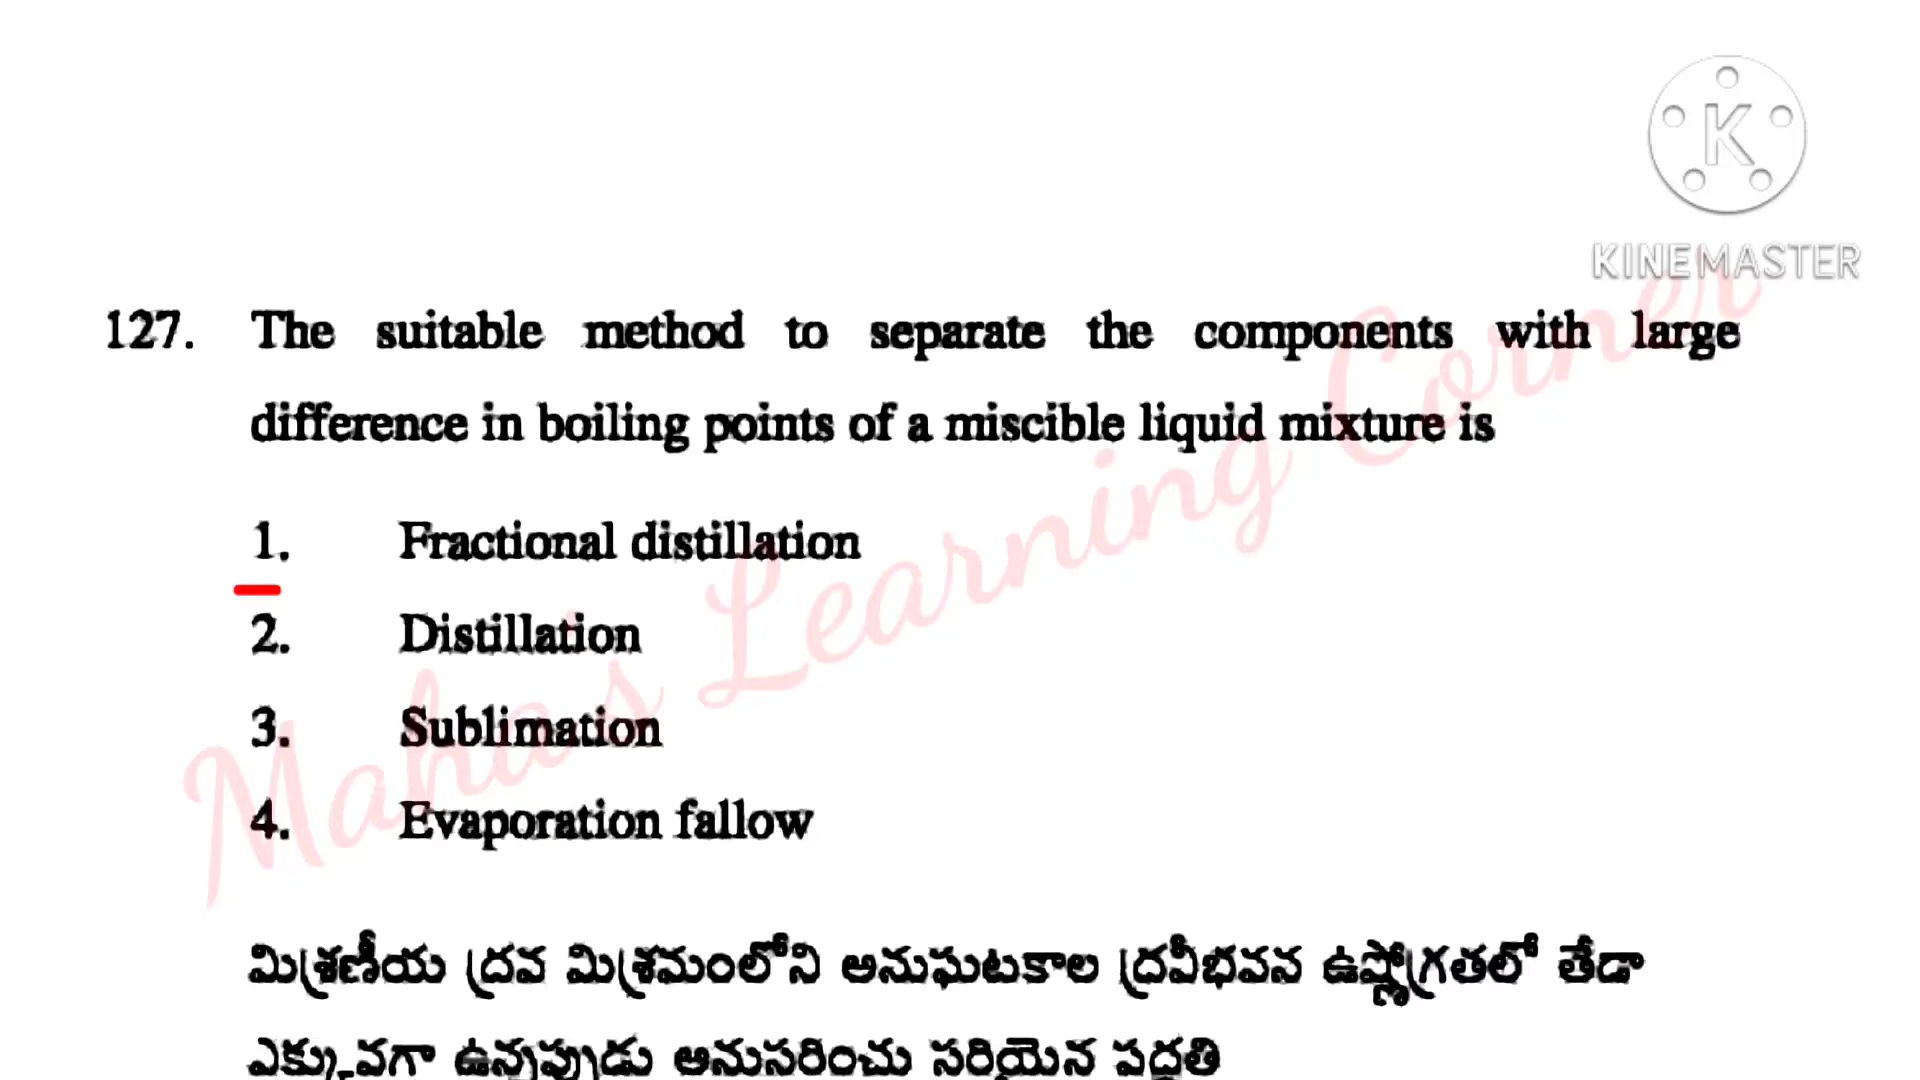 K
KINEMASTER
127. The suitable method to separate the components with large
difference in boiling points of a miscible liquid mixture is
1. Fractional distillation
2. Distillation
3. Sublimation
4. Evaporation fallow
Maha's Learning Corner
మిశ్రణీయ ద్రవ మిశ్రమంలోని అనుఘటకాల ద్రవీభవన ఉష్ణోగ్రతలో తేడా
ఎక్కువగా ఉన్నప్పుడు అనుసరించు సరియైన పద్ధతి